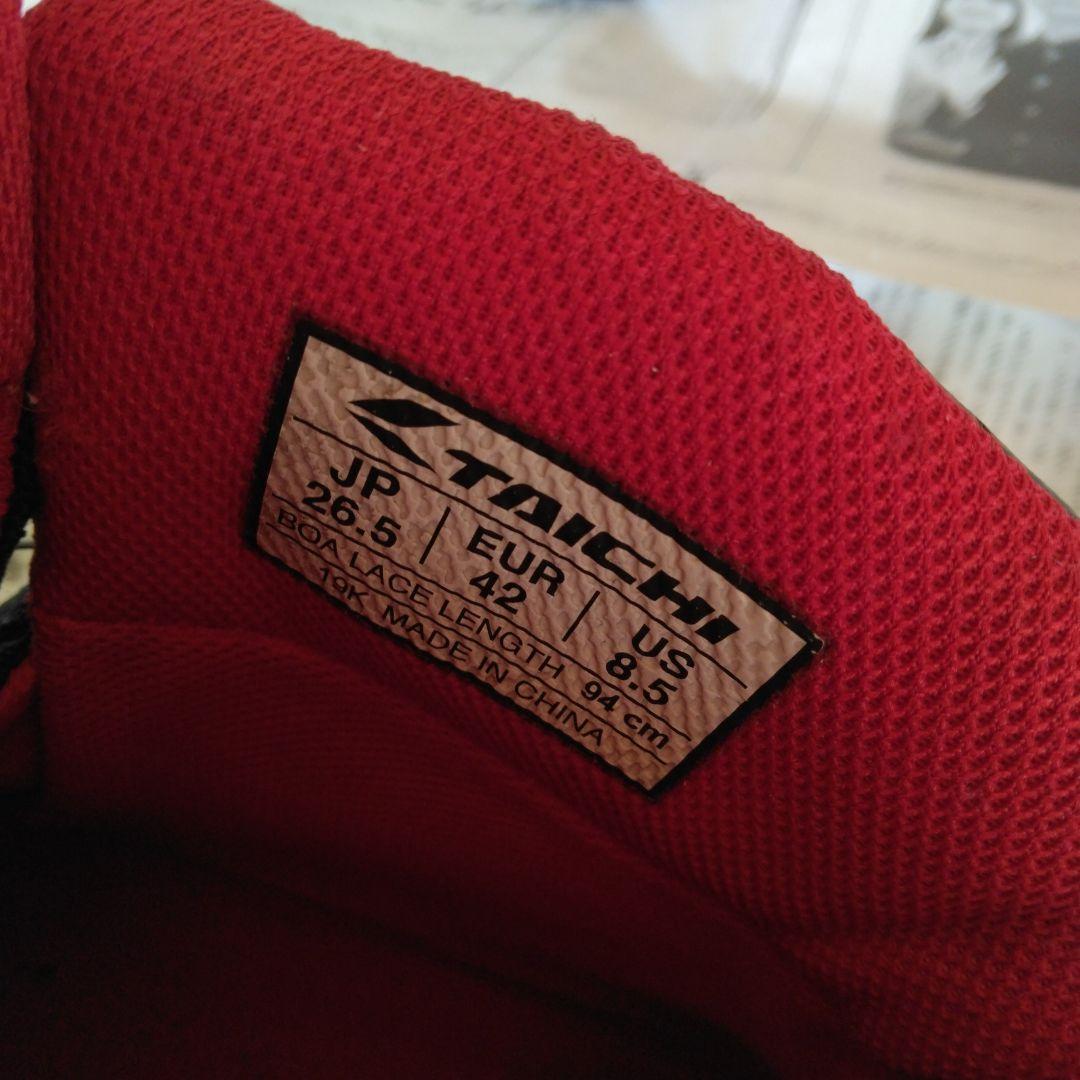 TAICHI
JP EUR US
26.5 42 8.5
BOA LACE LENGTH 94 cm
19K MADE IN CHINA